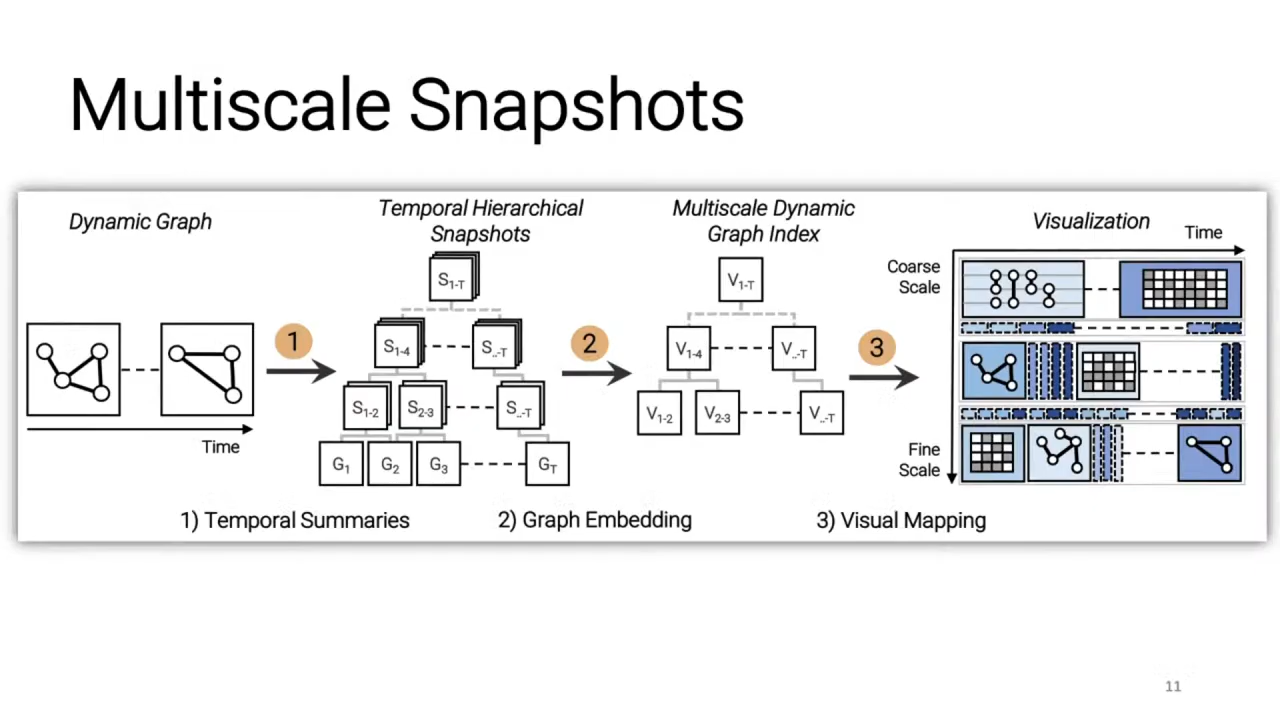 Multiscale Snapshots
Dynamic Graph
Time
1
Temporal Hierarchical
Snapshots
S1-T
S1-4
S..-T
S1-2
S2-3
S..-T
G1
G2
G3
GT
2
Multiscale Dynamic
Graph Index
V1-T
V1-4
V..-T
V1-2
V2-3
V..-T
3
Visualization
Time
Coarse
Scale
Fine
Scale
1) Temporal Summaries
2) Graph Embedding
3) Visual Mapping
11